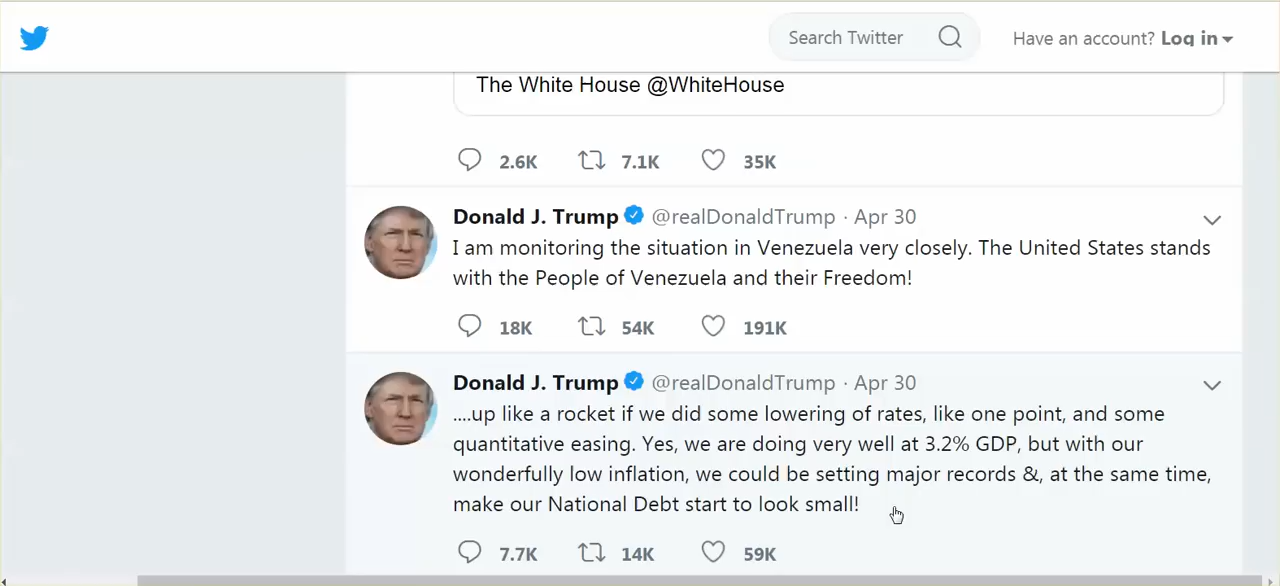 Search Twitter
Have an account? Log in
The White House @WhiteHouse
2.6K 7.1K 35K
Donald J. Trump @realDonaldTrump · Apr 30
I am monitoring the situation in Venezuela very closely. The United States stands
with the People of Venezuela and their Freedom!
18K 54K 191K
Donald J. Trump @realDonaldTrump · Apr 30
....up like a rocket if we did some lowering of rates, like one point, and some
quantitative easing. Yes, we are doing very well at 3.2% GDP, but with our
wonderfully low inflation, we could be setting major records &, at the same time,
make our National Debt start to look small!
7.7K 14K 59K